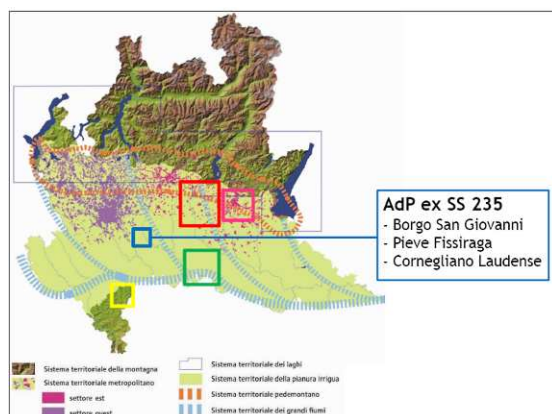 AdP ex SS 235
- Borgo San Giovanni
- Pieve Fissiraga
- Cornegliano Laudense
Sistema territoriale della montagna
Sistema territoriale metropolitano
settore est
settore ovest
Sistema territoriale dei laghi
Sistema territoriale della pianura irrigua
Sistema territoriale pedemontano
Sistema territoriale dei grandi fiumi